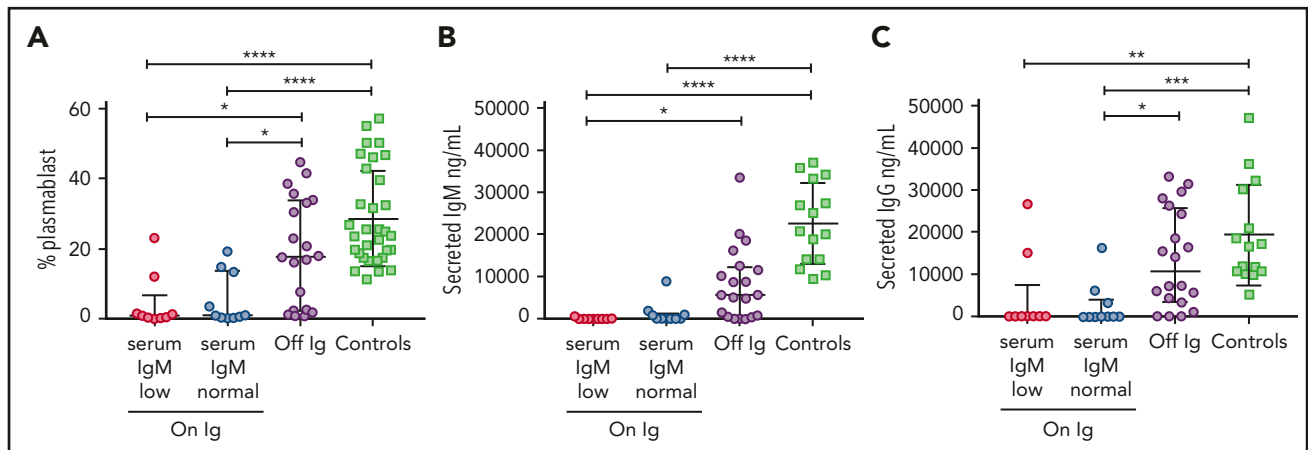 A
B
C
****
****
*
*
****
****
*
**
***
*
% plasmablast
60
40
20
0
Secreted IgM ng/mL
50000
40000
30000
20000
10000
0
Secreted IgG ng/mL
50000
40000
30000
20000
10000
0
serum
IgM
low
serum
IgM
normal
Off Ig
Controls
On Ig
serum
IgM
low
serum
IgM
normal
Off Ig
Controls
On Ig
serum
IgM
low
serum
IgM
normal
Off Ig
Controls
On Ig